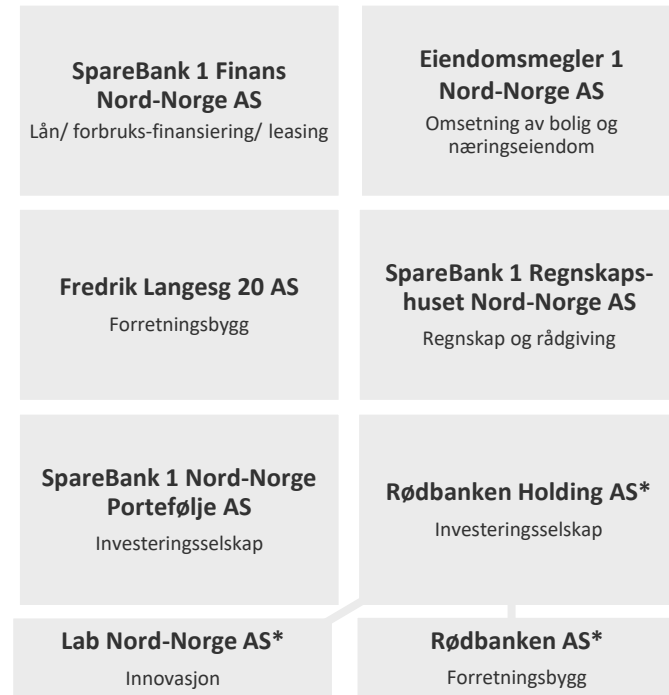 SpareBank 1 Finans
Nord-Norge AS
Lån/ forbruks-finansiering/ leasing
Eiendomsmegler 1
Nord-Norge AS
Omsetning av bolig og
næringseiendom
Fredrik Langesg 20 AS
Forretningsbygg
SpareBank 1 Regnskaps-
huset Nord-Norge AS
Regnskap og rådgiving
SpareBank 1 Nord-Norge
Portefølje AS
Investeringsselskap
Rødbanken Holding AS*
Investeringsselskap
Lab Nord-Norge AS*
Innovasjon
Rødbanken AS*
Forretningsbygg